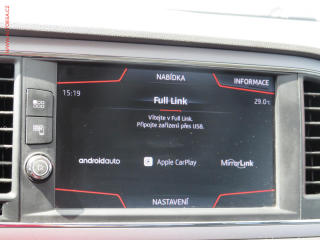 NABÍDKA
INFORMACE
15:19
Full Link
29.0
Vítejte v Full Link.
Připojte zařízení přes USB.
androidauto
Apple CarPlay
MirrorLink
NASTAVENÍ